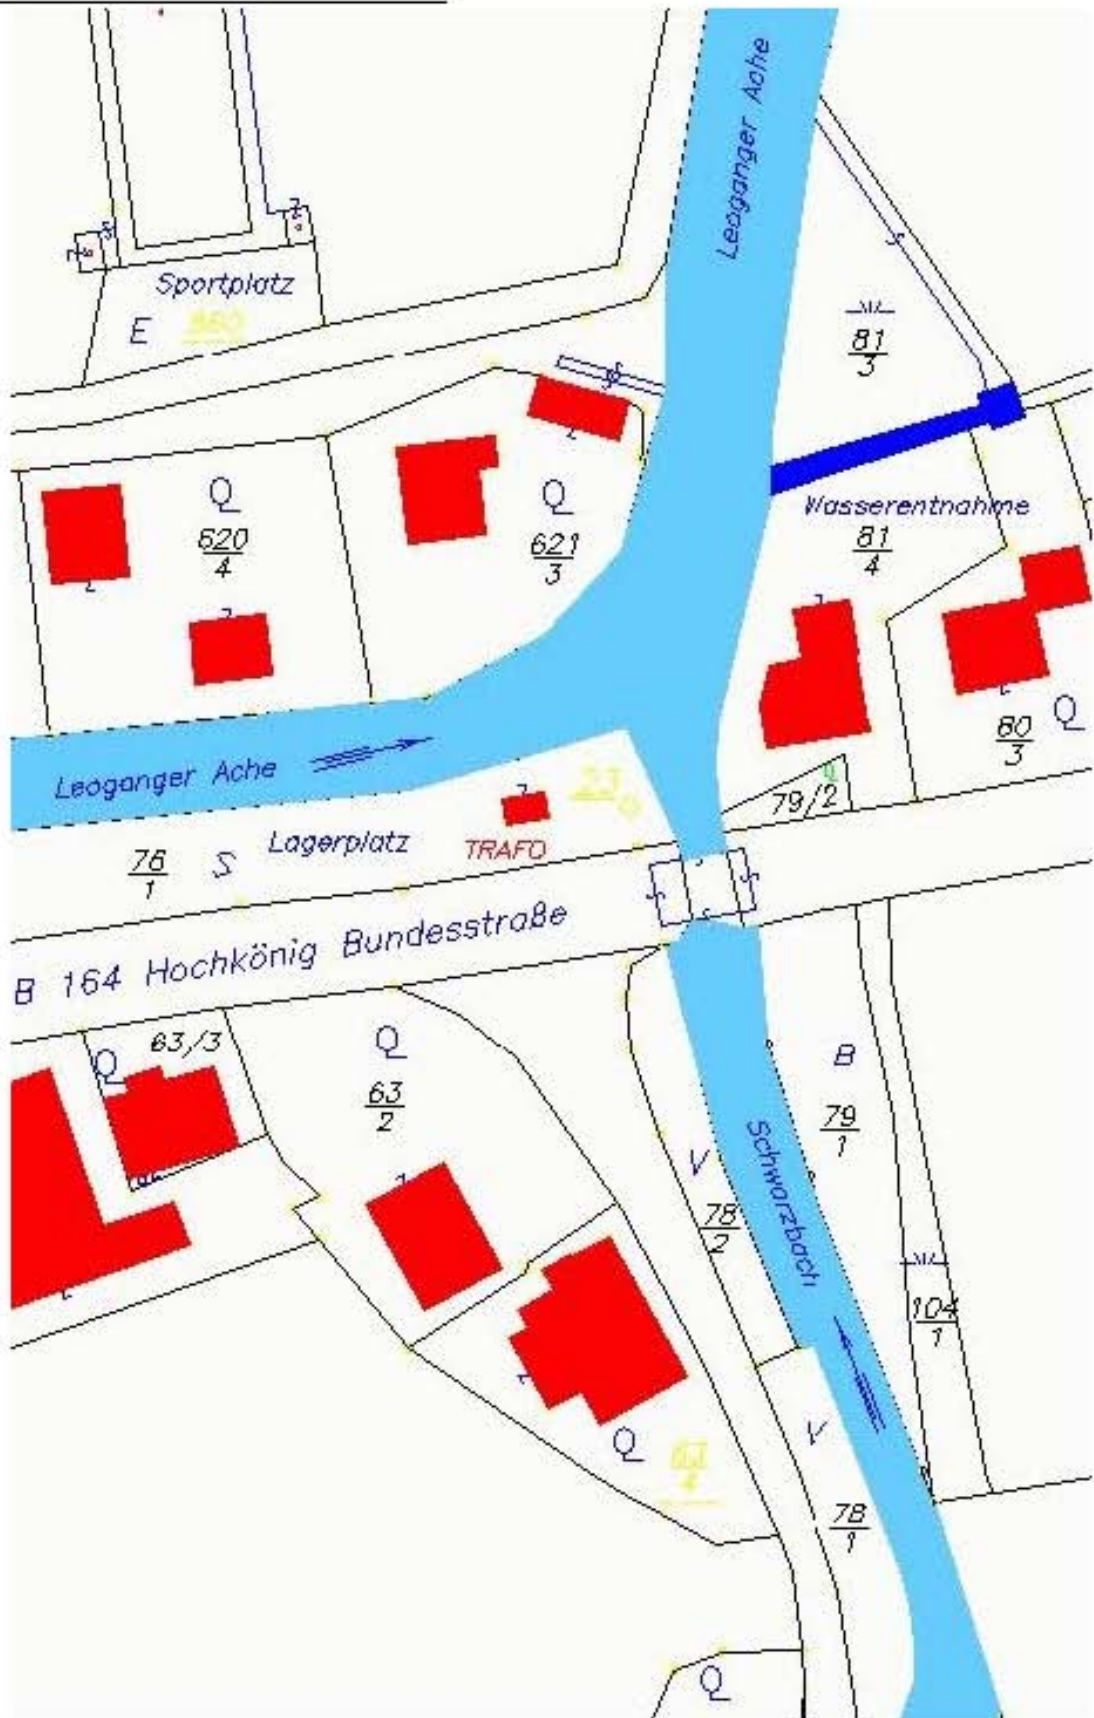 Leoganger Ache
Sportplatz
E 880
81
3
Q
620
4
Q
621
3
Wasserentnahme
81
4
80
3
Q
Leoganger Ache
23
79/2
76
1
S
Lagerplatz
TRAFO
B 164 Hochkönig Bundesstraße
Q
63/3
Q
63
2
B
79
1
V
78
2
Schwarzbach
104
1
Q
V
78
1
Q